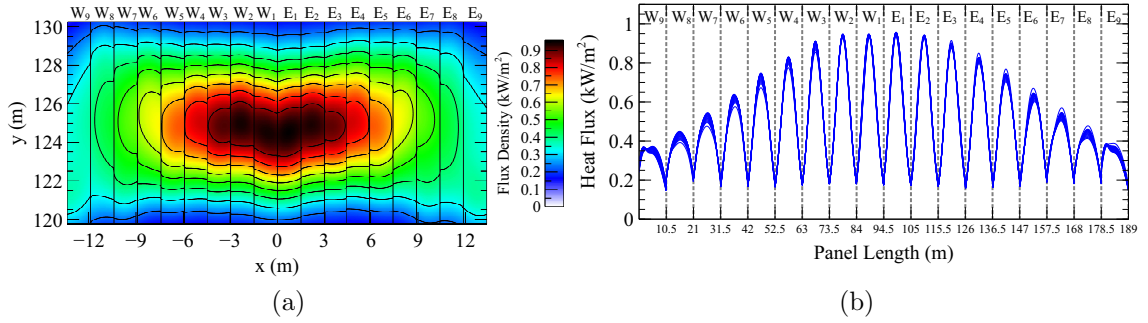 W₉ W₈ W₇ W₆ W₅ W₄ W₃ W₂ W₁ E₁ E₂ E₃ E₄ E₅ E₆ E₇ E₈ E₉
130
128
126
124
122
120
y (m)
−12 −9 −6 −3 0 3 6 9 12
x (m)
0.9
0.8
0.7
0.6
0.5
0.4
0.3
0.2
0.1
0
Flux Density (kW/m²)
(a)
W₉ W₈ W₇ W₆ W₅ W₄ W₃ W₂ W₁ E₁ E₂ E₃ E₄ E₅ E₆ E₇ E₈ E₉
1
0.8
0.6
0.4
0.2
0
Heat Flux (kW/m²)
10.5 21 31.5 42 52.5 63 73.5 84 94.5 105 115.5 126 136.5 147 157.5 168 178.5 189
Panel Length (m)
(b)